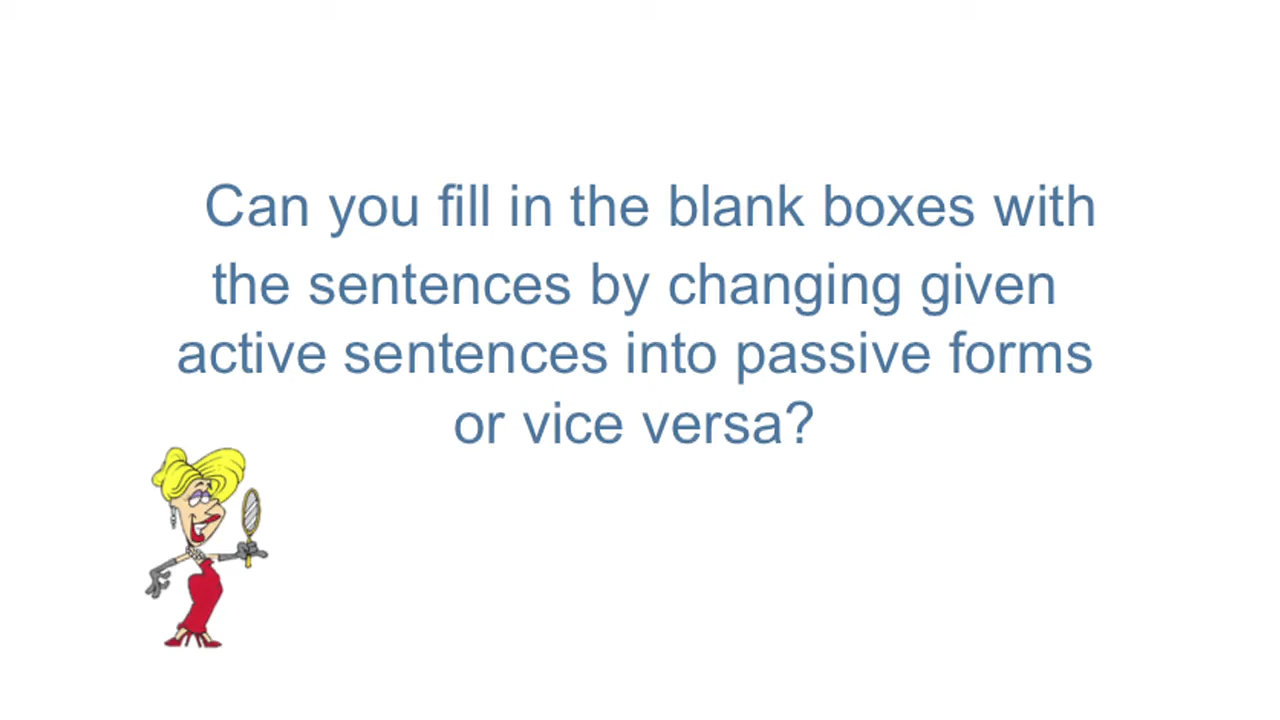 Can you fill in the blank boxes with
the sentences by changing given
active sentences into passive forms
or vice versa?